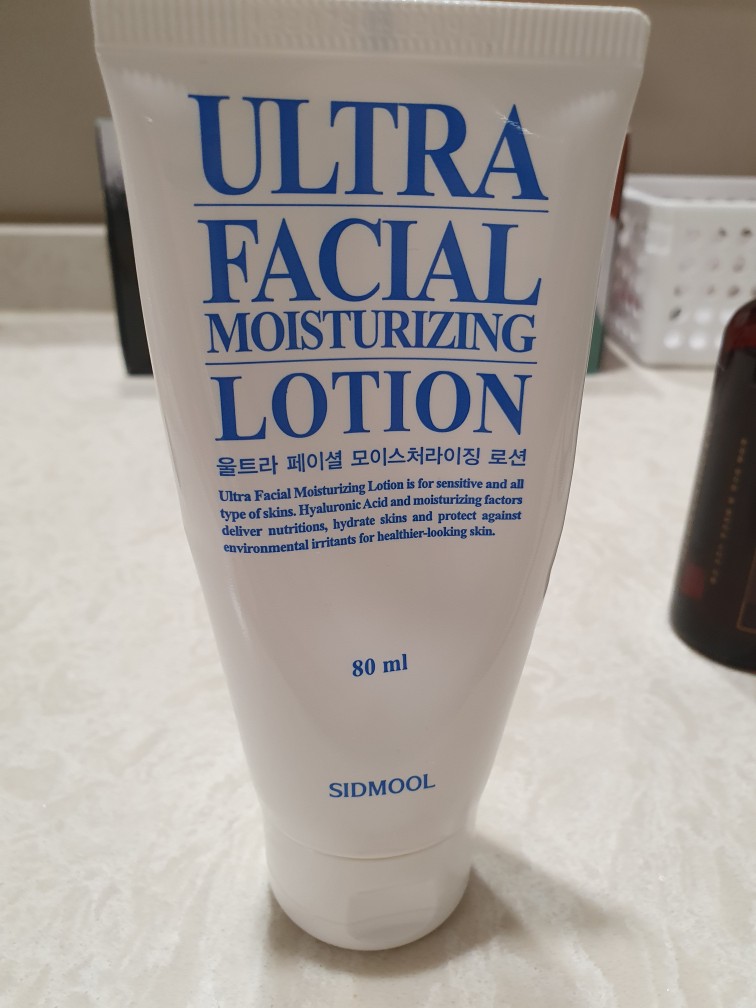 ULTRA
FACIAL
MOISTURIZING
LOTION
울트라 페이셜 모이스처라이징 로션
Ultra Facial Moisturizing Lotion is for sensitive and all
type of skins. Hyaluronic Acid and moisturizing factors
deliver nutritions, hydrate skins and protect against
environmental irritants for healthier-looking skin.
80 ml
SIDMOOL